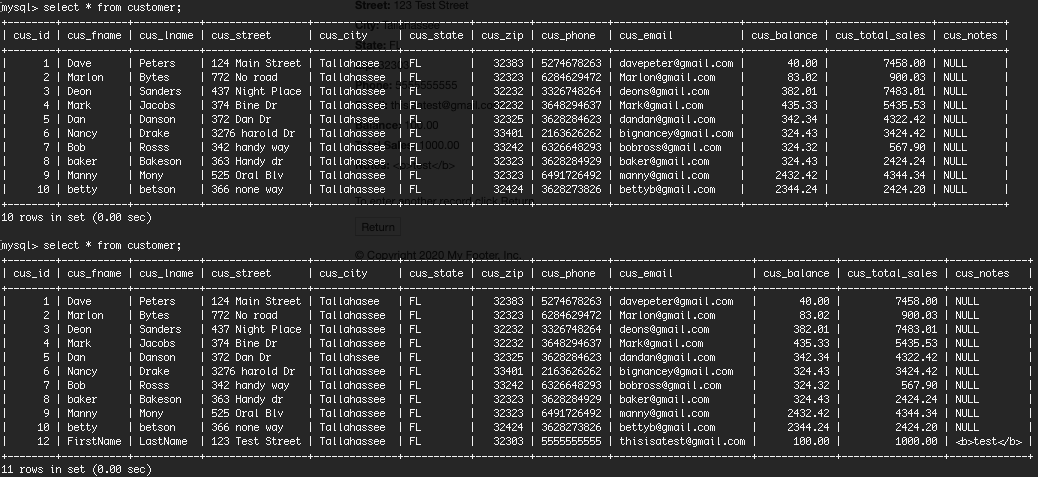 mysql> select * from customer;
+--------+-----------+-----------+------------------+-------------+-----------+---------+------------+----------------------+-------------+-----------------+-----------+
| cus_id | cus_fname | cus_lname | cus_street | cus_city | cus_state | cus_zip | cus_phone | cus_email | cus_balance | cus_total_sales | cus_notes |
+--------+-----------+-----------+------------------+-------------+-----------+---------+------------+----------------------+-------------+-----------------+-----------+
| 1 | Dave | Peters | 124 Main Street | Tallahasee | FL | 32383 | 5274678263 | davepeter@gmail.com | 40.00 | 7458.00 | NULL |
| 2 | Marlon | Bytes | 772 No road | Tallahasee | FL | 32323 | 6284629472 | Marlon@gmail.com | 83.02 | 900.03 | NULL |
| 3 | Deon | Sanders | 437 Night Place | Tallahasee | FL | 32232 | 3326748264 | deons@gmail.com | 382.01 | 7483.01 | NULL |
| 4 | Mark | Jacobs | 374 Bine Dr | Tallahasee | FL | 32323 | 3648294637 | Mark@gmail.com | 435.33 | 5435.53 | NULL |
| 5 | Dan | Danson | 372 Dan Dr | Tallahssee | FL | 32325 | 3628284623 | dandan@gmail.com | 342.34 | 4322.42 | NULL |
| 6 | Nancy | Drake | 3276 harold Dr | Tallahassee | FL | 33401 | 2163626262 | bignancey@gmail.com | 324.43 | 3424.42 | NULL |
| 7 | Bob | Rosss | 342 handy way | Tallahassee | FL | 33242 | 6326648293 | bobross@gmail.com | 324.32 | 567.90 | NULL |
| 8 | baker | Bakeson | 363 Handy dr | Tallahassee | FL | 32323 | 3628284929 | baker@gmail.com | 324.43 | 2424.24 | NULL |
| 9 | Manny | Mony | 525 Oral Blv | Tallahassee | FL | 32323 | 6491726492 | manny@gmail.com | 2432.42 | 4344.34 | NULL |
| 10 | betty | betson | 366 none way | Tallahassee | FL | 32424 | 3628273826 | bettyb@gmail.com | 2344.24 | 2424.20 | NULL |
+--------+-----------+-----------+------------------+-------------+-----------+---------+------------+----------------------+-------------+-----------------+-----------+
10 rows in set (0.00 sec)
Street: 123 Test Street
To enter another record click Return
Return
© Copyright 2020 My Footer, Inc.
mysql> select * from customer;
+--------+-----------+-----------+------------------+-------------+-----------+---------+------------+----------------------+-------------+-----------------+-------------+
| cus_id | cus_fname | cus_lname | cus_street | cus_city | cus_state | cus_zip | cus_phone | cus_email | cus_balance | cus_total_sales | cus_notes |
+--------+-----------+-----------+------------------+-------------+-----------+---------+------------+----------------------+-------------+-----------------+-------------+
| 1 | Dave | Peters | 124 Main Street | Tallahasee | FL | 32383 | 5274678263 | davepeter@gmail.com | 40.00 | 7458.00 | NULL |
| 2 | Marlon | Bytes | 772 No road | Tallahasee | FL | 32323 | 6284629472 | Marlon@gmail.com | 83.02 | 900.03 | NULL |
| 3 | Deon | Sanders | 437 Night Place | Tallahasee | FL | 32232 | 3326748264 | deons@gmail.com | 382.01 | 7483.01 | NULL |
| 4 | Mark | Jacobs | 374 Bine Dr | Tallahasee | FL | 32323 | 3648294637 | Mark@gmail.com | 435.33 | 5435.53 | NULL |
| 5 | Dan | Danson | 372 Dan Dr | Tallahssee | FL | 32325 | 3628284623 | dandan@gmail.com | 342.34 | 4322.42 | NULL |
| 6 | Nancy | Drake | 3276 harold Dr | Tallahassee | FL | 33401 | 2163626262 | bignancey@gmail.com | 324.43 | 3424.42 | NULL |
| 7 | Bob | Rosss | 342 handy way | Tallahassee | FL | 33242 | 6326648293 | bobross@gmail.com | 324.32 | 567.90 | NULL |
| 8 | baker | Bakeson | 363 Handy dr | Tallahassee | FL | 32323 | 3628284929 | baker@gmail.com | 324.43 | 2424.24 | NULL |
| 9 | Manny | Mony | 525 Oral Blv | Tallahassee | FL | 32323 | 6491726492 | manny@gmail.com | 2432.42 | 4344.34 | NULL |
| 10 | betty | betson | 366 none way | Tallahassee | FL | 32424 | 3628273826 | bettyb@gmail.com | 2344.24 | 2424.20 | NULL |
| 12 | FirstName | LastName | 123 Test Street | Tallahassee | FL | 32303 | 5555555555 | thisisatest@gmail.com | 100.00 | 1000.00 | <b>test</b> |
+--------+-----------+-----------+------------------+-------------+-----------+---------+------------+----------------------+-------------+-----------------+-------------+
11 rows in set (0.00 sec)